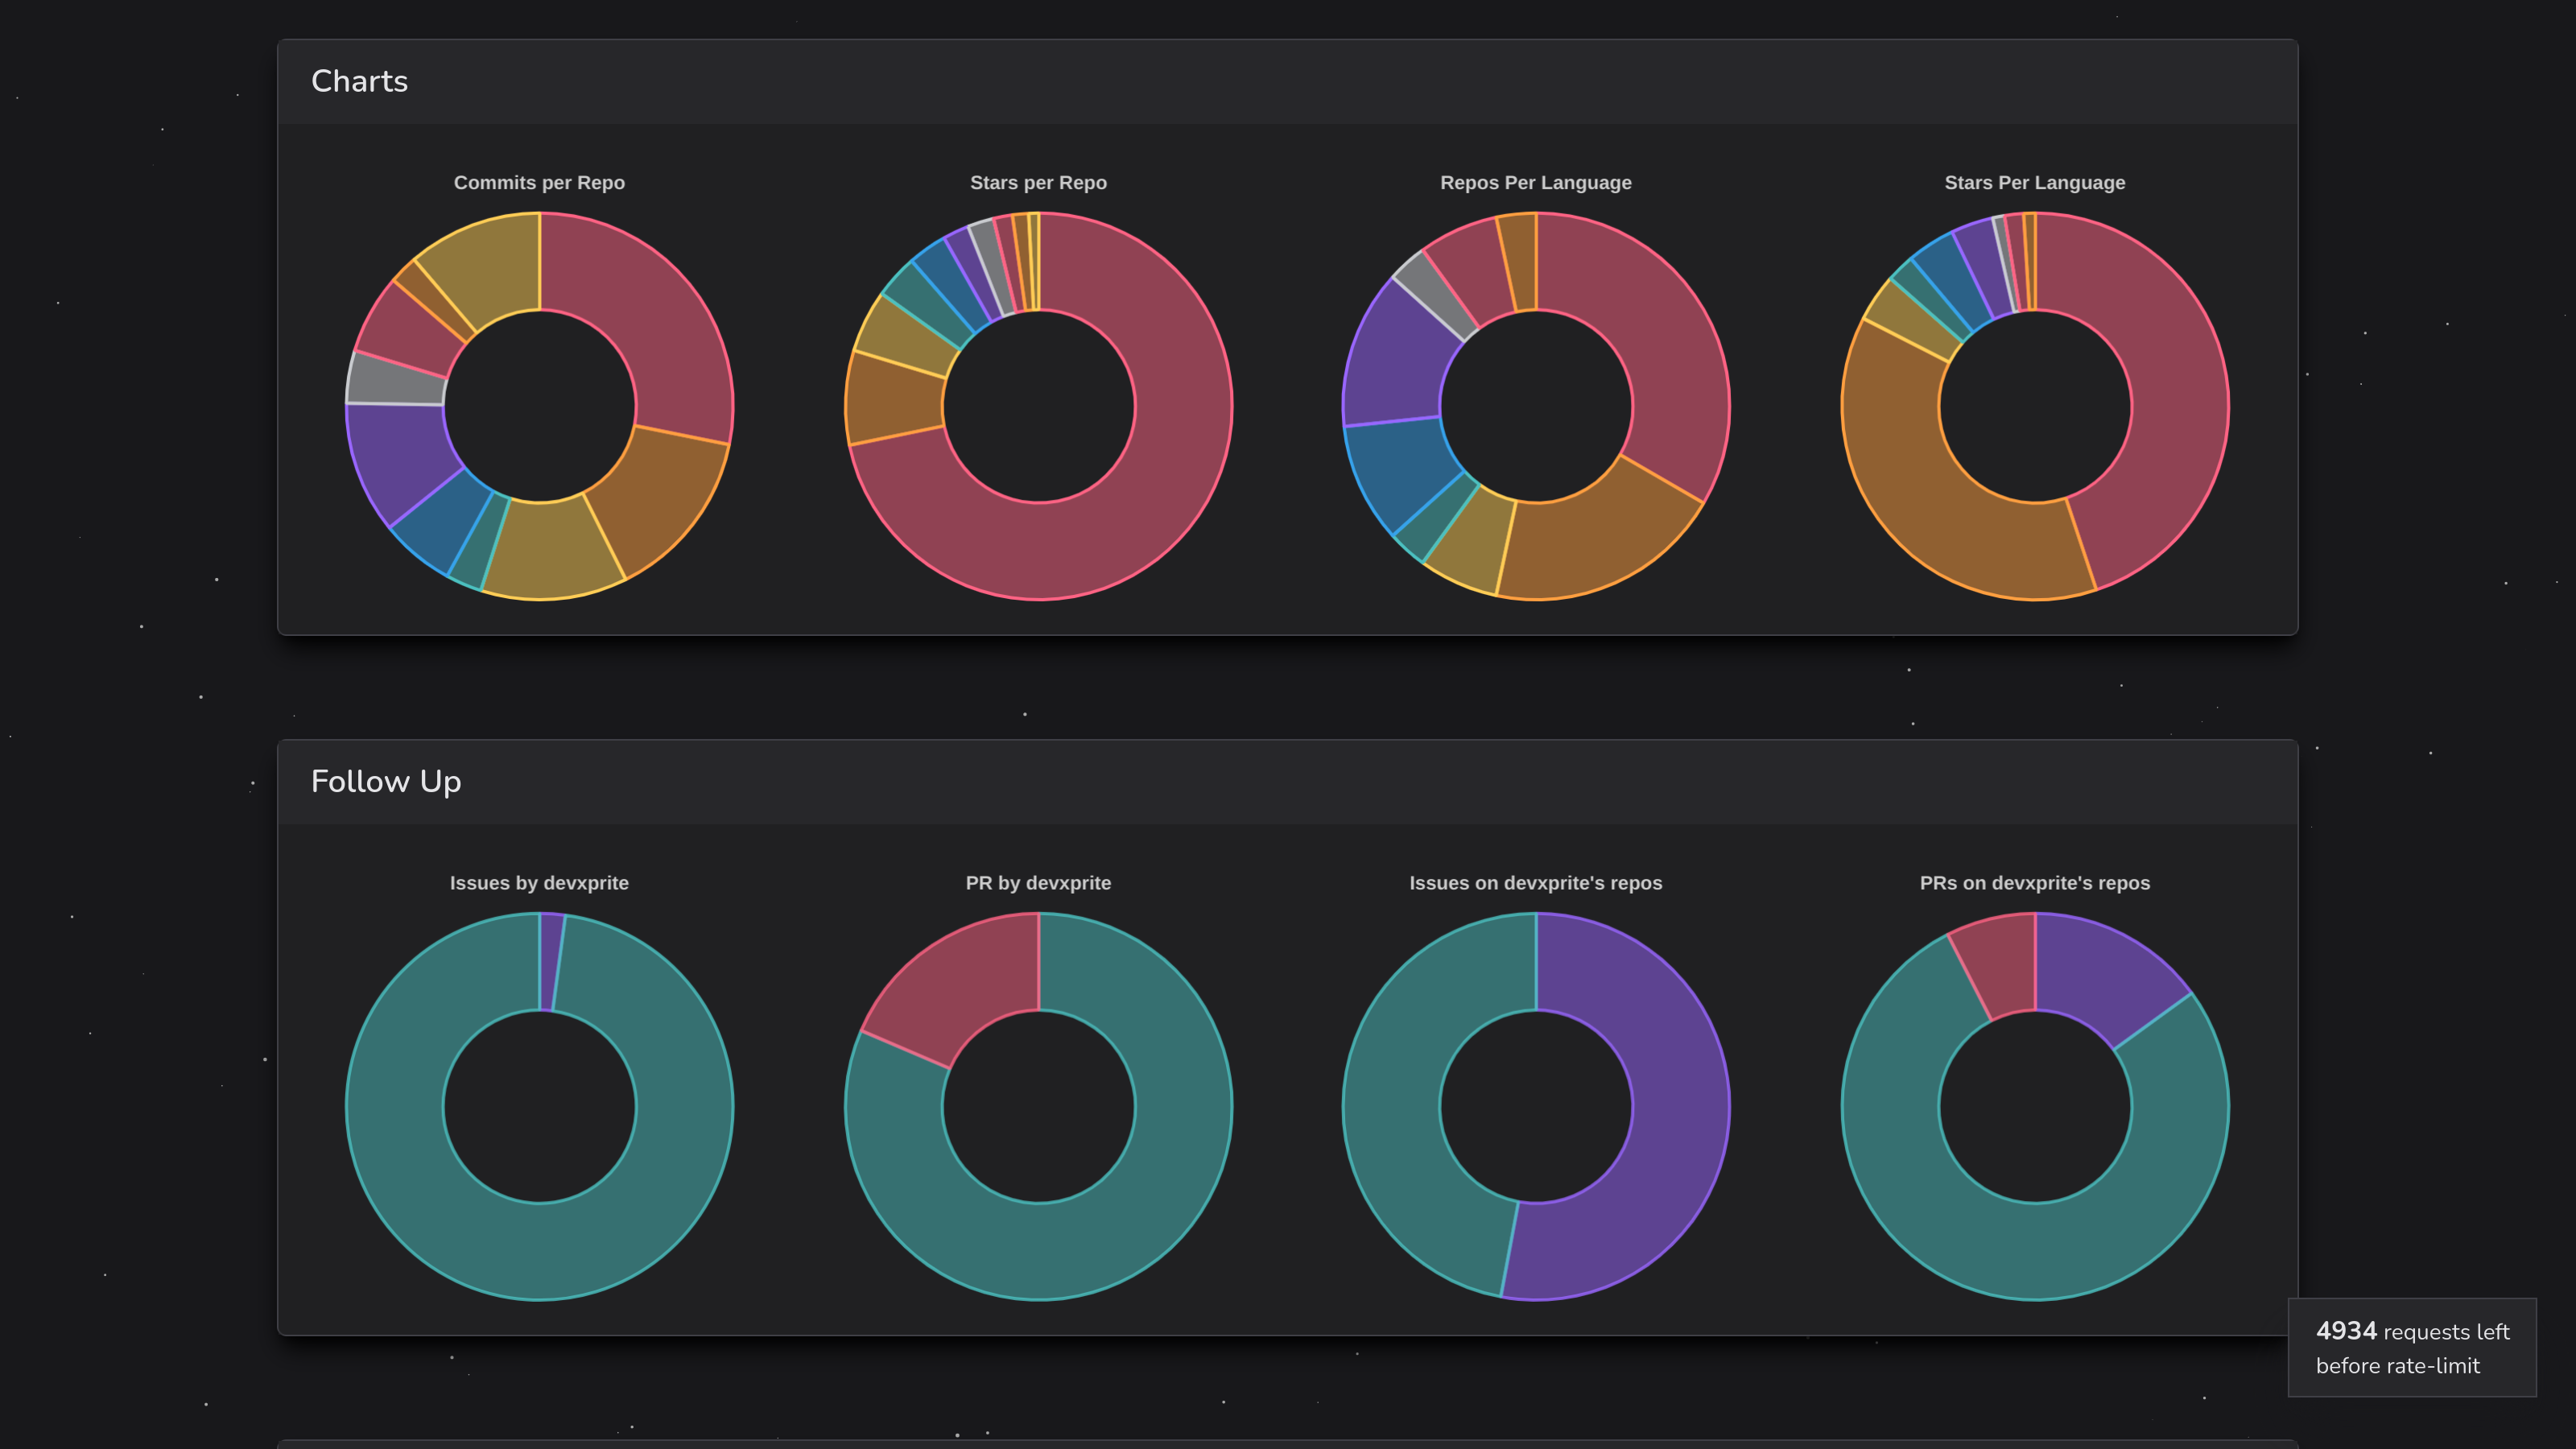 Charts
Commits per Repo
Stars per Repo
Repos Per Language
Stars Per Language
Follow Up
Issues by devxprite
PR by devxprite
Issues on devxprite's repos
PRs on devxprite's repos
4934 requests left
before rate-limit